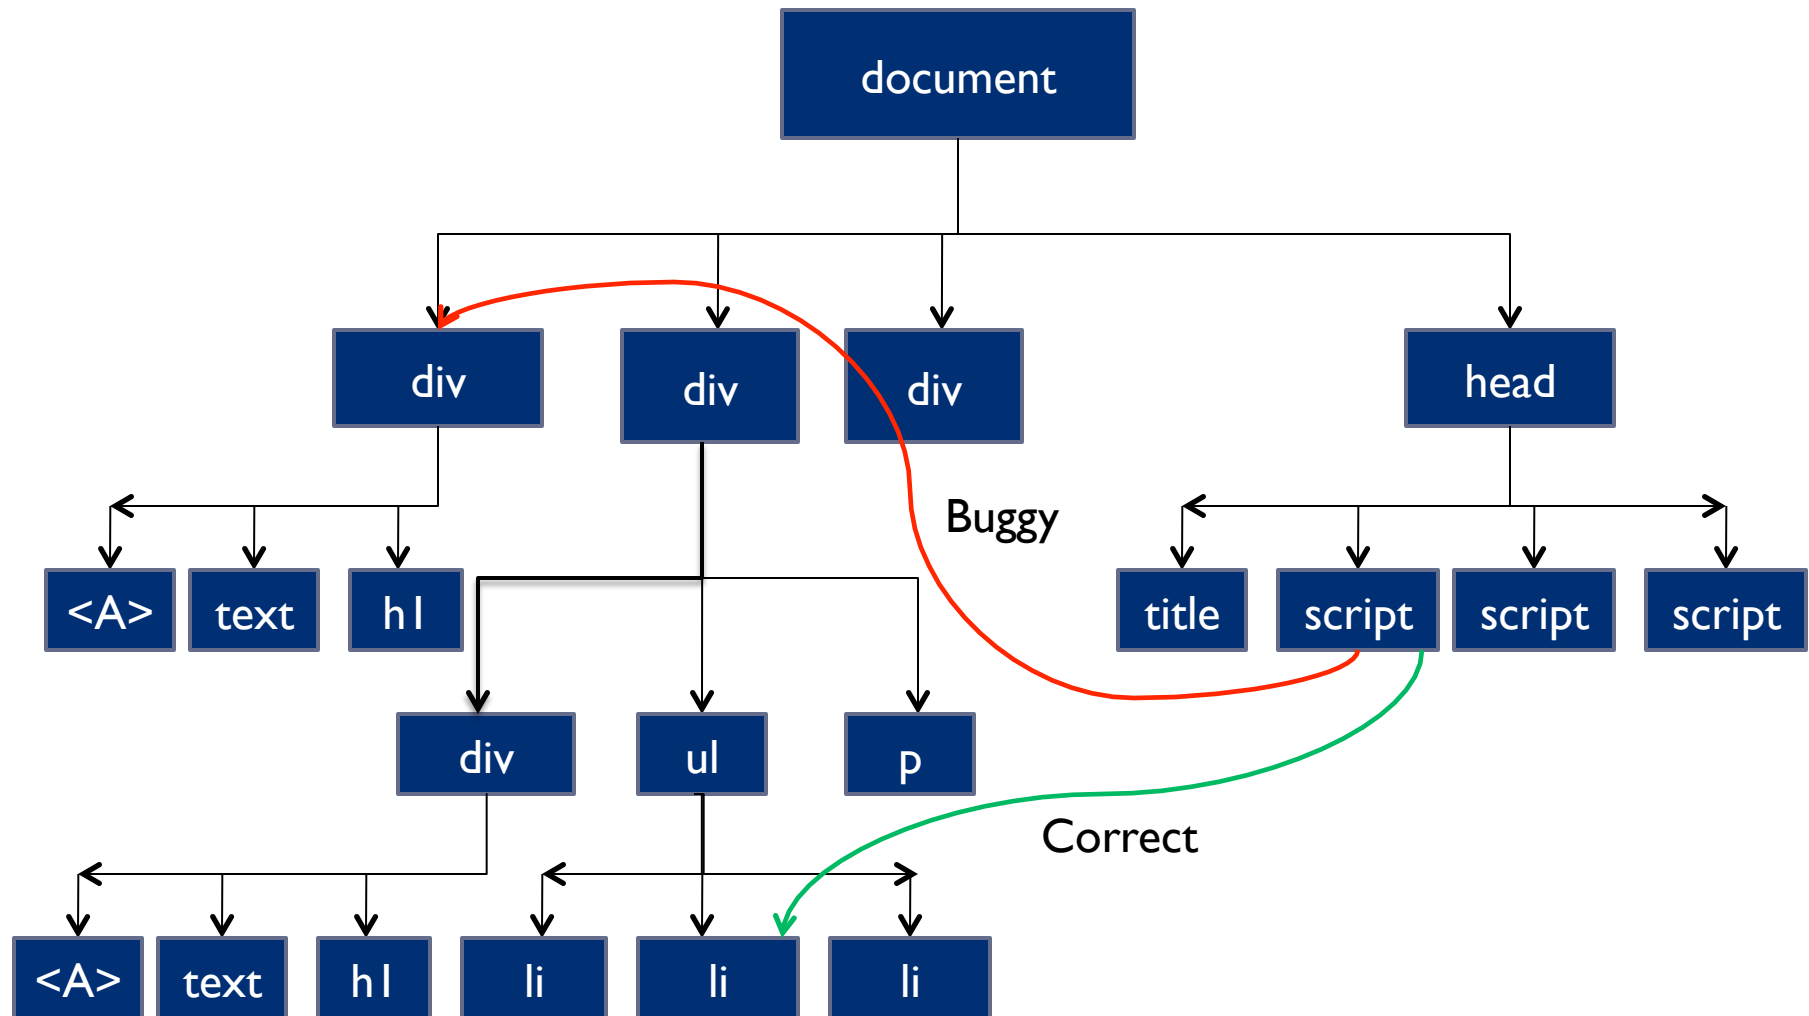 document
div
div
div
head
Buggy
<A>
text
h1
title
script
script
script
div
ul
p
Correct
<A>
text
h1
li
li
li